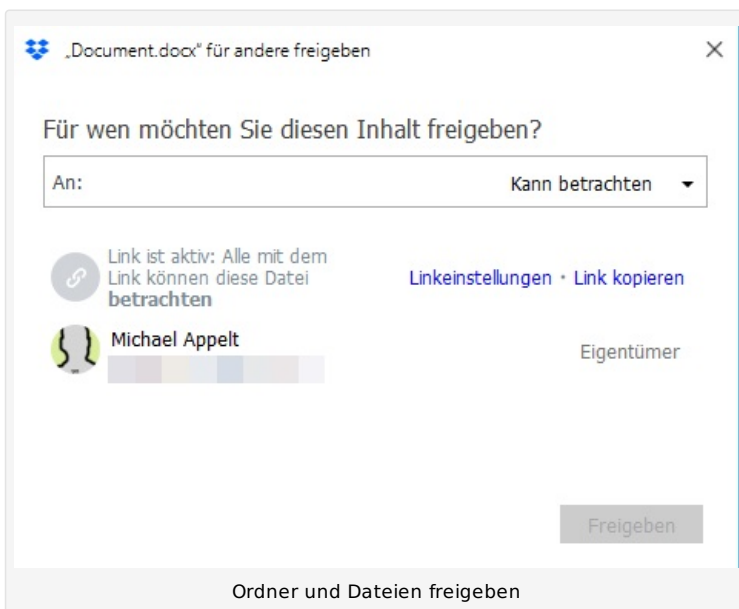 „Document.docx“ für andere freigeben
Für wen möchten Sie diesen Inhalt freigeben?
An: Kann betrachten
Link ist aktiv: Alle mit dem
Link können diese Datei
betrachten
Linkeinstellungen • Link kopieren
Michael Appelt
Eigentümer
Freigeben
Ordner und Dateien freigeben